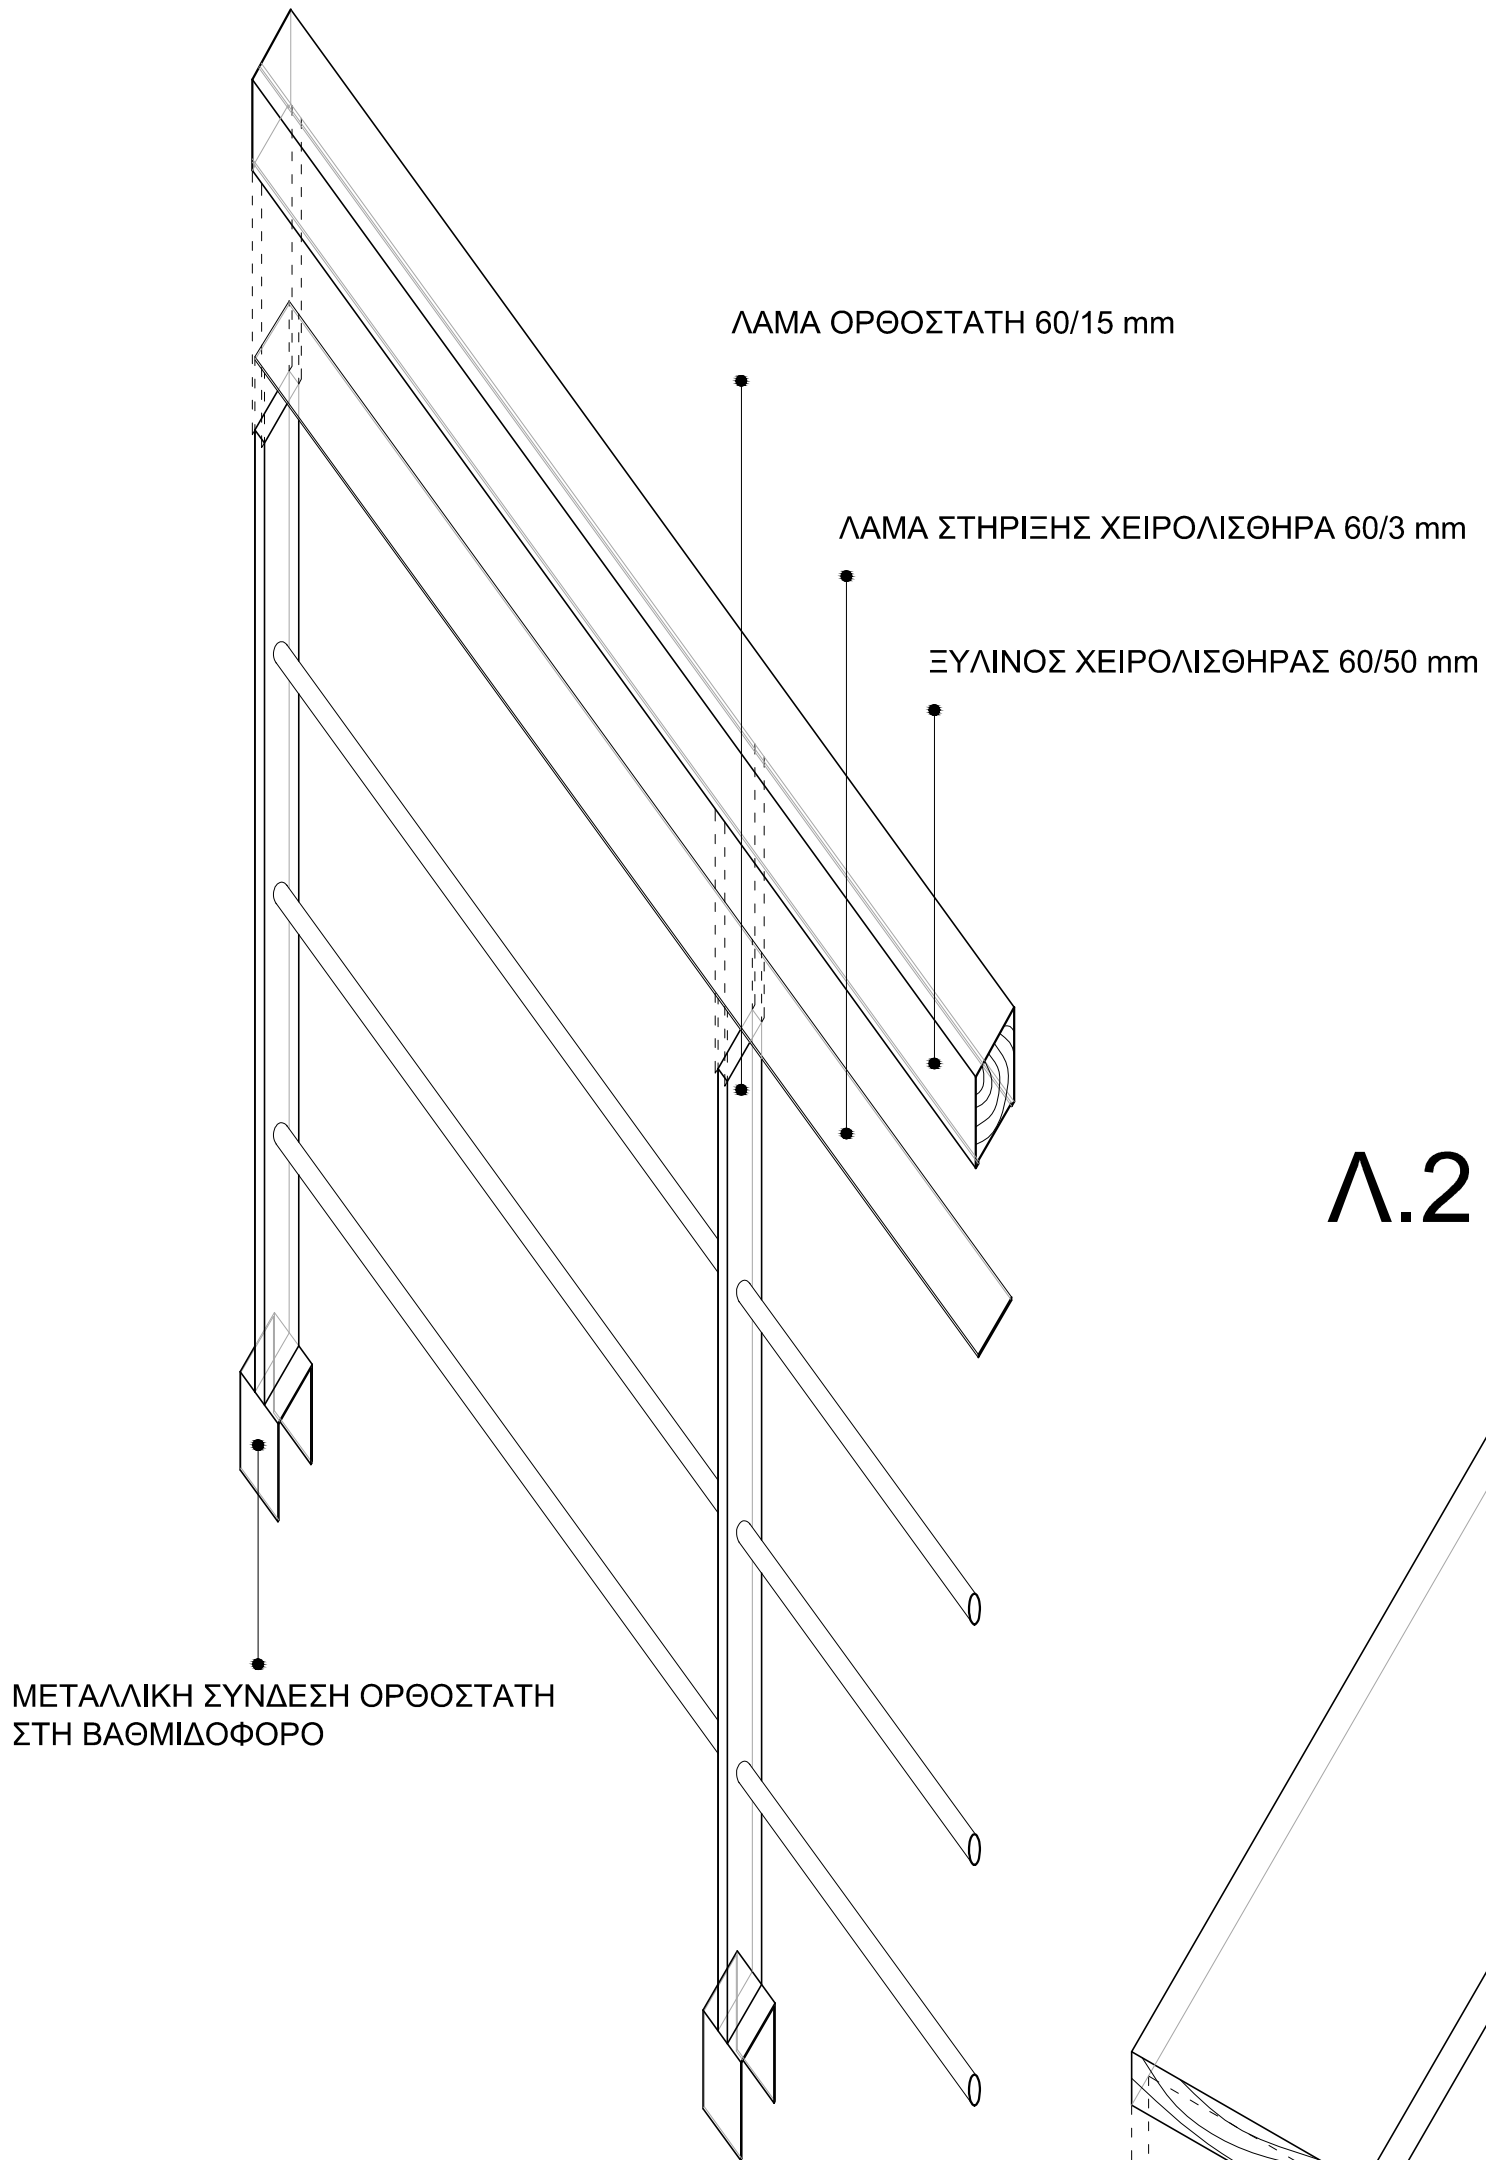 ΛΑΜΑ ΟΡΘΟΣΤΑΤΗ 60/15 mm
ΛΑΜΑ ΣΤΗΡΙΞΗΣ ΧΕΙΡΟΛΙΣΘΗΡΑ 60/3 mm
ΞΥΛΙΝΟΣ ΧΕΙΡΟΛΙΣΘΗΡΑΣ 60/50 mm
Λ.2
ΜΕΤΑΛΛΙΚΗ ΣΥΝΔΕΣΗ ΟΡΘΟΣΤΑΤΗ
ΣΤΗ ΒΑΘΜΙΔΟΦΟΡΟ